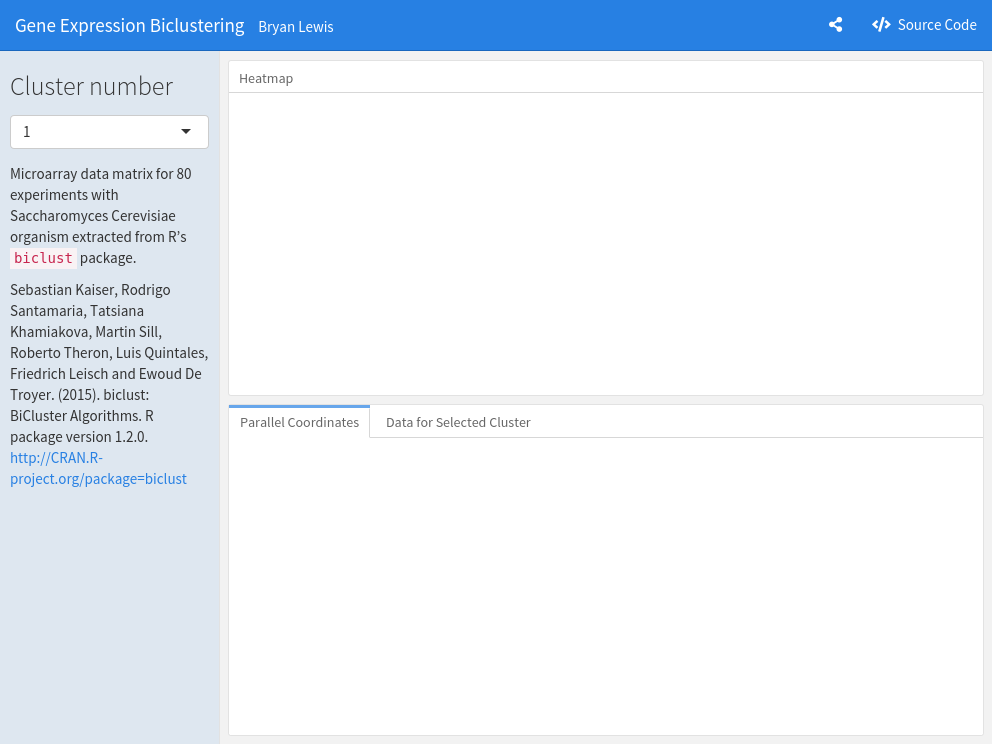 Gene Expression Biclustering Bryan Lewis
Source Code
Cluster number
1
Microarray data matrix for 80
experiments with
Saccharomyces Cerevisiae
organism extracted from R's
biclust package.
Sebastian Kaiser, Rodrigo
Santamaria, Tatsiana
Khamiakova, Martin Sill,
Roberto Theron, Luis Quintales,
Friedrich Leisch and Ewoud De
Troyer. (2015). biclust:
BiCluster Algorithms. R
package version 1.2.0.
http://CRAN.R-
project.org/package=biclust
Heatmap
Parallel Coordinates
Data for Selected Cluster